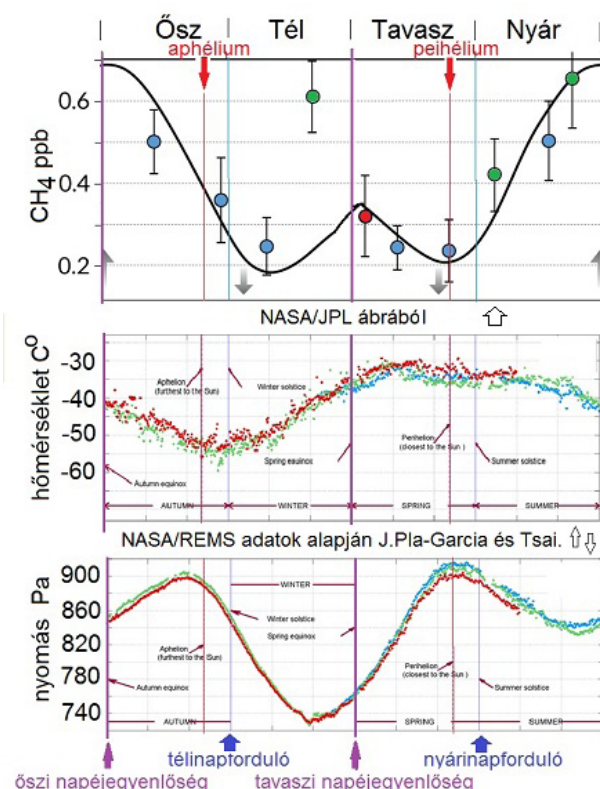 Ősz Tél Tavasz Nyár
aphélium peihélium
CH4 ppb
0.6
0.4
0.2
NASA/JPL ábrából
hőmérséklet Cº
-30
-40
-50
-60
Aphelion
(furthest to the Sun)
Winter solstice
Spring equinox
Perihelion
(closest to the Sun )
Summer solstice
Autumn equinox
AUTUMN WINTER SPRING SUMMER
NASA/REMS adatok alapján J.Pla-Garcia és Tsai.
nyomás Pa
900
860
820
780
740
WINTER
Winter solstice
Spring equinox
Aphelion
(furthest to the Sun)
Perihelion
(closest to the Sun )
Autumn equinox
Summer solstice
AUTUMN SPRING SUMMER
télinapforduló nyárinapforduló
őszi napéjegyenlőség tavaszi napéjegyenlőség